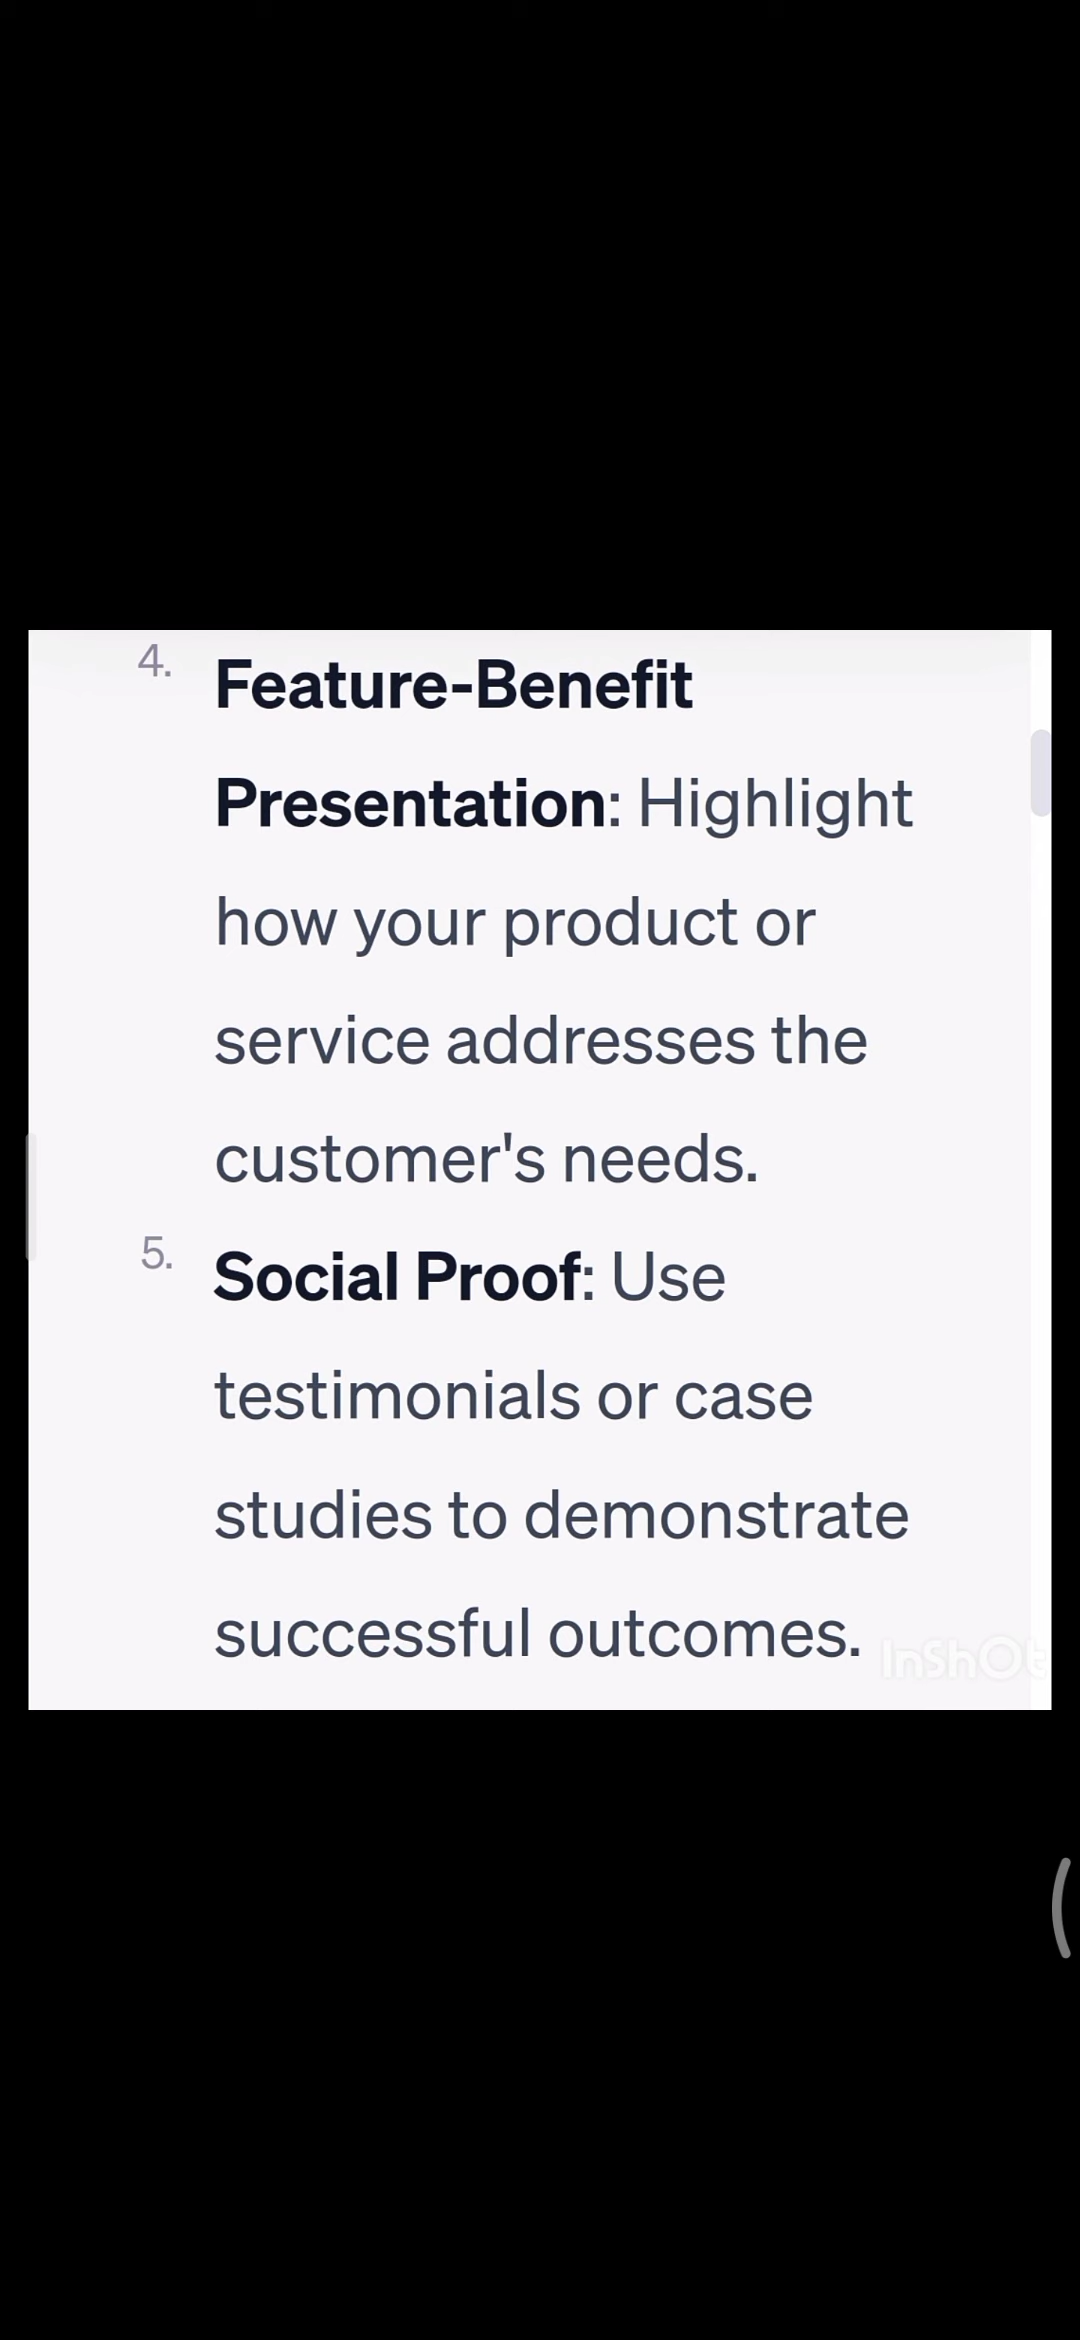 4. Feature-Benefit
Presentation: Highlight
how your product or
service addresses the
customer's needs.
5. Social Proof: Use
testimonials or case
studies to demonstrate
successful outcomes.
InShOt